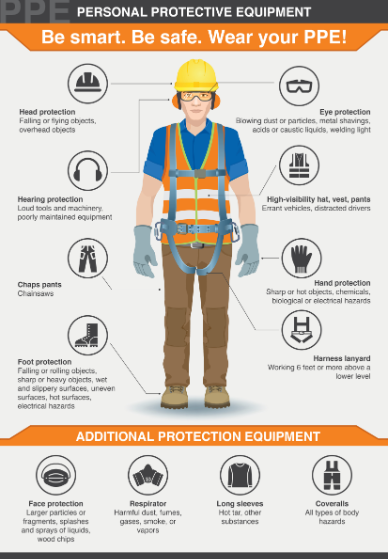 PPE
PERSONAL PROTECTIVE EQUIPMENT
Be smart. Be safe. Wear your PPE!
Head protection
Falling or flying objects,
overhead objects
Eye protection
Blowing dust or particles, metal shavings,
acids or caustic liquids, welding light
Hearing protection
Loud tools and machinery,
poorly maintained equipment
High-visibility hat, vest, pants
Errant vehicles, distracted drivers
Chaps pants
Chainsaws
Hand protection
Sharp or hot objects, chemicals,
biological or electrical hazards
Foot protection
Falling or rolling objects,
sharp or heavy objects, wet
and slippery surfaces, uneven
surfaces, hot surfaces,
electrical hazards
Harness lanyard
Working 6 feet or more above a
lower level
ADDITIONAL PROTECTION EQUIPMENT
Face protection
Larger particles or
fragments, splashes
and sprays of liquids,
wood chips
Respirator
Harmful dust, fumes,
gases, smoke, or
vapors
Long sleeves
Hot tar, other
substances
Coveralls
All types of body
hazards